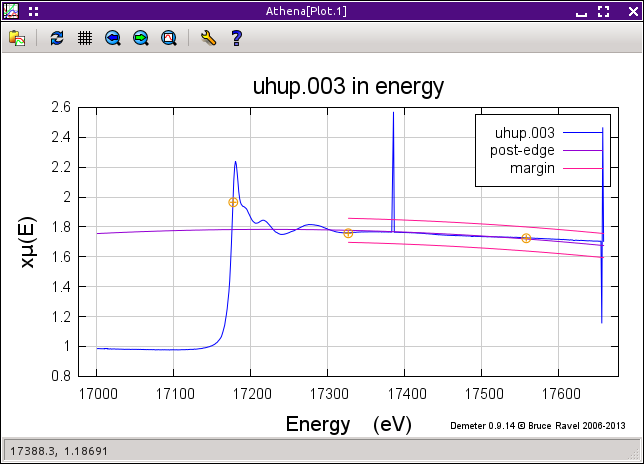 Athena[Plot.1]
uhup.003 in energy
2.6
2.4
2.2
2
1.8
1.6
1.4
1.2
1
0.8
xμ(E)
uhup.003
post-edge
margin
17000
17100
17200
17300
17400
17500
17600
Energy (eV)
Demeter 0.9.14 © Bruce Ravel 2006-2013
17388.3, 1.18691